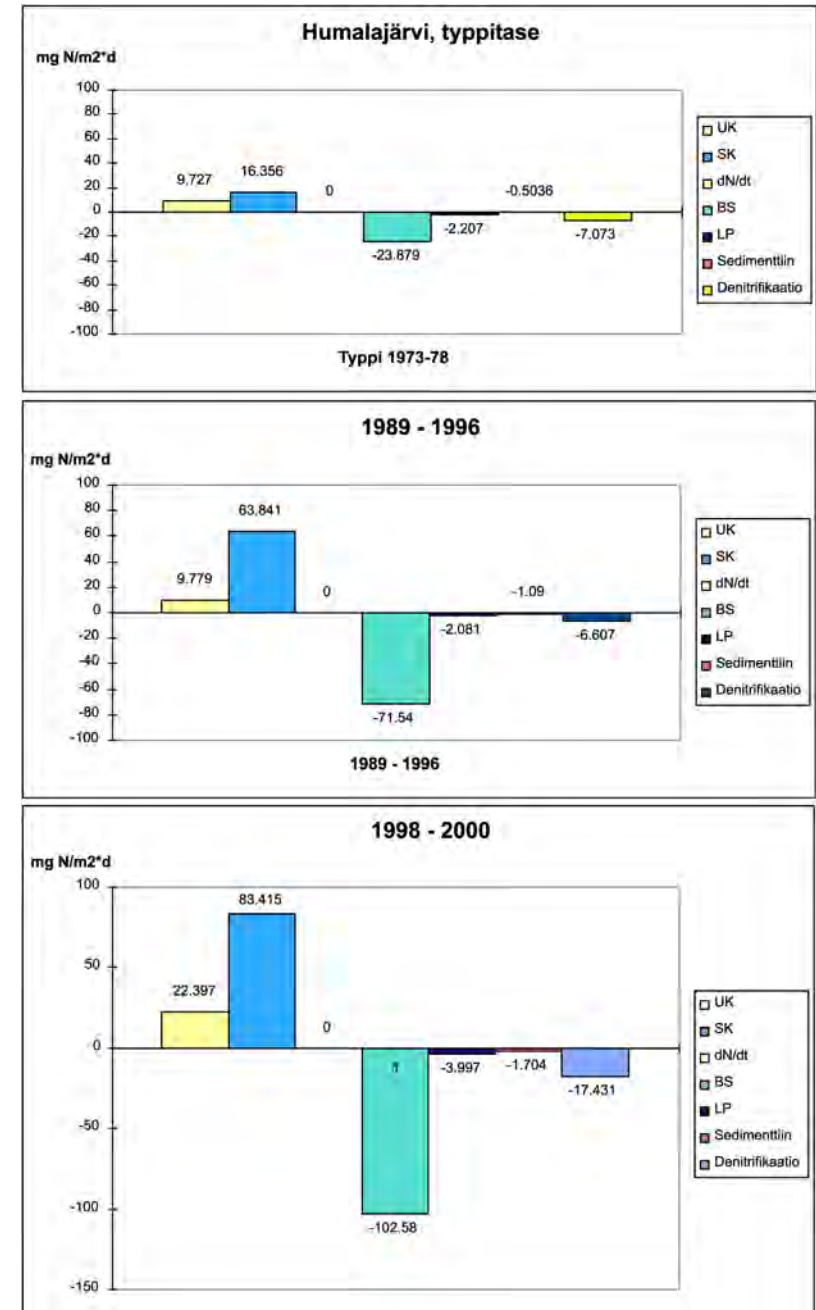 Humalajärvi, typpitase
mg N/m2*d
100
80
60
40
20
0
-20
-40
-60
-80
-100
9.727
16.356
0
-23.879
-2.207
-0.5036
-7.073
Typpi 1973-78
UK
SK
dN/dt
BS
LP
Sedimenttiin
Denitrifikaatio
1989 - 1996
mg N/m2*d
100
80
60
40
20
0
-20
-40
-60
-80
-100
9.779
63.841
0
-71.54
-2.081
-1.09
-6.607
1989 - 1996
UK
SK
dN/dt
BS
LP
Sedimenttiin
Denitrifikaatio
1998 - 2000
mg N/m2*d
100
50
0
-50
-100
-150
22.397
83.415
0
1
-102.58
-3.997
-1.704
-17.431
UK
SK
dN/dt
BS
LP
Sedimenttiin
Denitrifikaatio